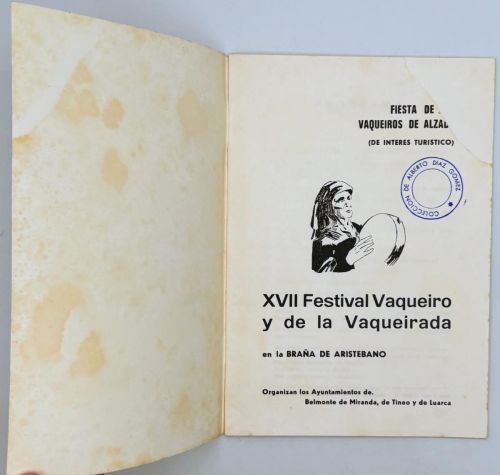 FIESTA DE
VAQUEIROS DE ALZAD
(DE INTERES TURISTICO)
COLECCION DE ALBERTO DIAZ GOMEZ
XVII Festival Vaqueiro
y de la Vaqueirada
en la BRAÑA DE ARISTEBANO
Organizan los Ayuntamientos de.
Belmonte de Miranda, de Tineo y de Luarca